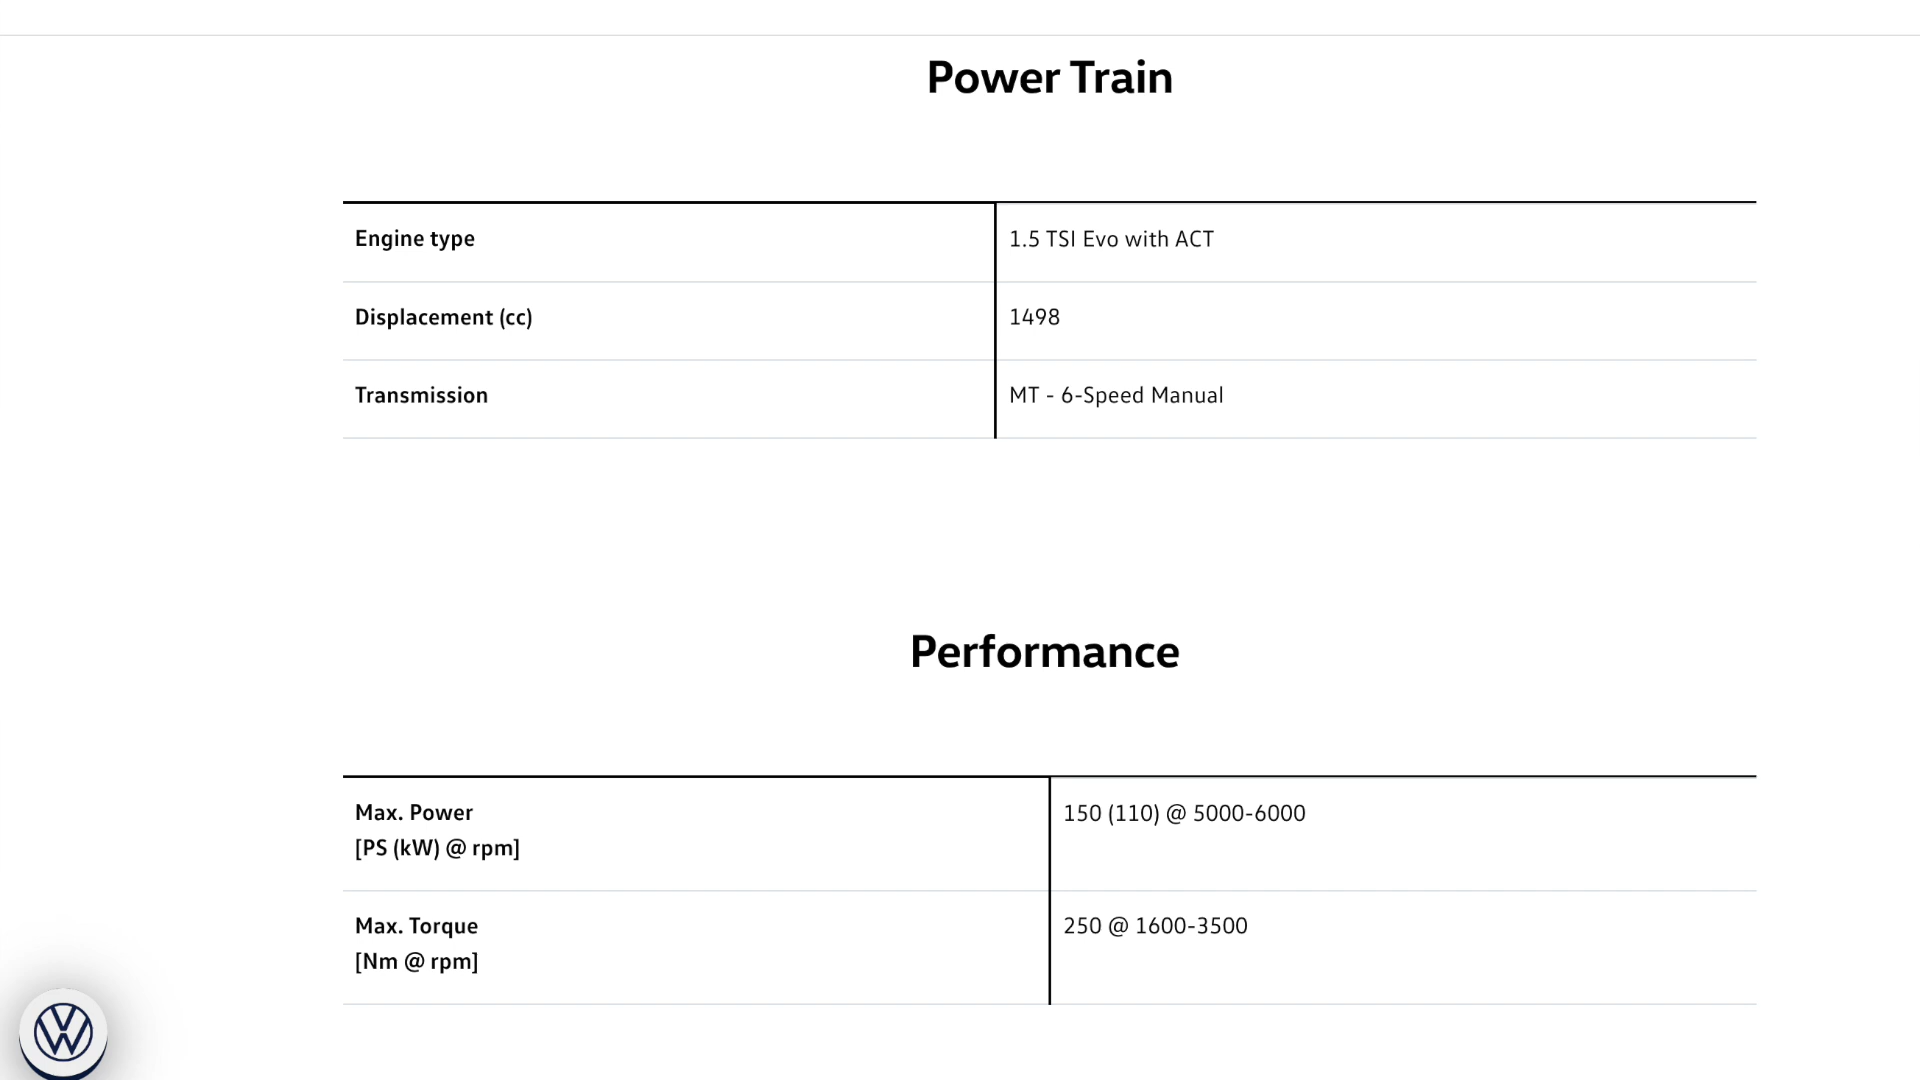 Power Train
Engine type
1.5 TSI Evo with ACT
Displacement (cc)
1498
Transmission
MT - 6-Speed Manual
Performance
Max. Power
[PS (kW) @ rpm]
150 (110) @ 5000-6000
Max. Torque
[Nm @ rpm]
250 @ 1600-3500